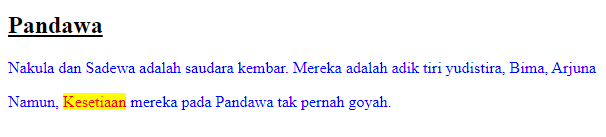 Pandawa
Nakula dan Sadewa adalah saudara kembar. Mereka adalah adik tiri yudistira, Bima, Arjuna
Namun, Kesetiaan mereka pada Pandawa tak pernah goyah.